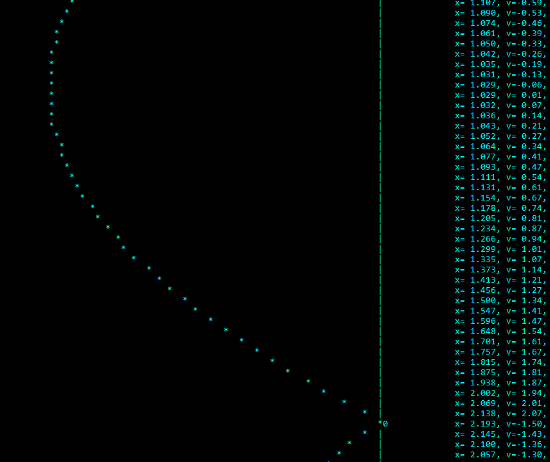 x= 1.107, v=-0.59,
x= 1.090, v=-0.53,
x= 1.074, v=-0.46,
x= 1.061, v=-0.39,
x= 1.050, v=-0.33,
x= 1.042, v=-0.26,
x= 1.035, v=-0.19,
x= 1.031, v=-0.13,
x= 1.029, v=-0.06,
x= 1.029, v= 0.01,
x= 1.032, v= 0.07,
x= 1.036, v= 0.14,
x= 1.043, v= 0.21,
x= 1.052, v= 0.27,
x= 1.064, v= 0.34,
x= 1.077, v= 0.41,
x= 1.093, v= 0.47,
x= 1.111, v= 0.54,
x= 1.131, v= 0.61,
x= 1.154, v= 0.67,
x= 1.178, v= 0.74,
x= 1.205, v= 0.81,
x= 1.234, v= 0.87,
x= 1.266, v= 0.94,
x= 1.299, v= 1.01,
x= 1.335, v= 1.07,
x= 1.373, v= 1.14,
x= 1.413, v= 1.21,
x= 1.456, v= 1.27,
x= 1.500, v= 1.34,
x= 1.547, v= 1.41,
x= 1.596, v= 1.47,
x= 1.648, v= 1.54,
x= 1.701, v= 1.61,
x= 1.757, v= 1.67,
x= 1.815, v= 1.74,
x= 1.875, v= 1.81,
x= 1.938, v= 1.87,
x= 2.002, v= 1.94,
x= 2.069, v= 2.01,
x= 2.138, v= 2.07,
*0 x= 2.193, v=-1.50,
x= 2.145, v=-1.43,
x= 2.100, v=-1.36,
x= 2.057, v=-1.30,